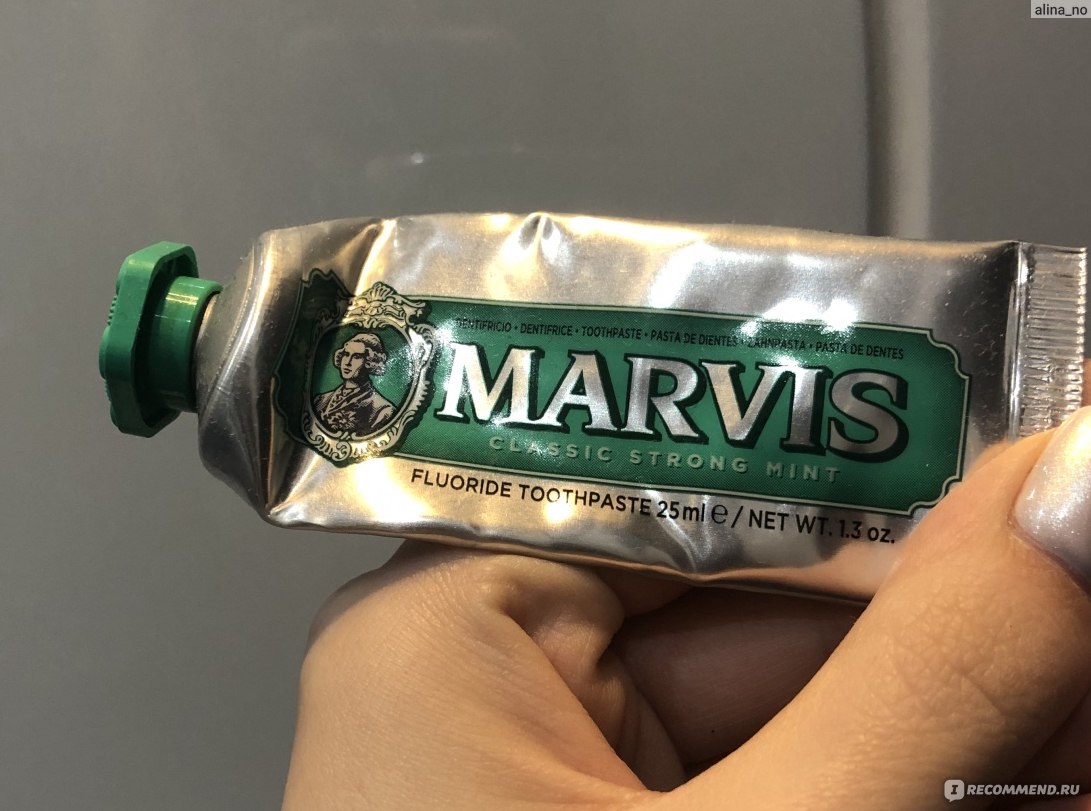 alina_no
DENTIFRICIO • DENTIFRICE • TOOTHPASTE • PASTA DE DIENTES • ZAHNPASTA • PASTA DE DENTES
MARVIS
CLASSIC STRONG MINT
FLUORIDE TOOTHPASTE 25ml ℮ / NET WT. 1.3 oz.
I RECOMMEND.RU